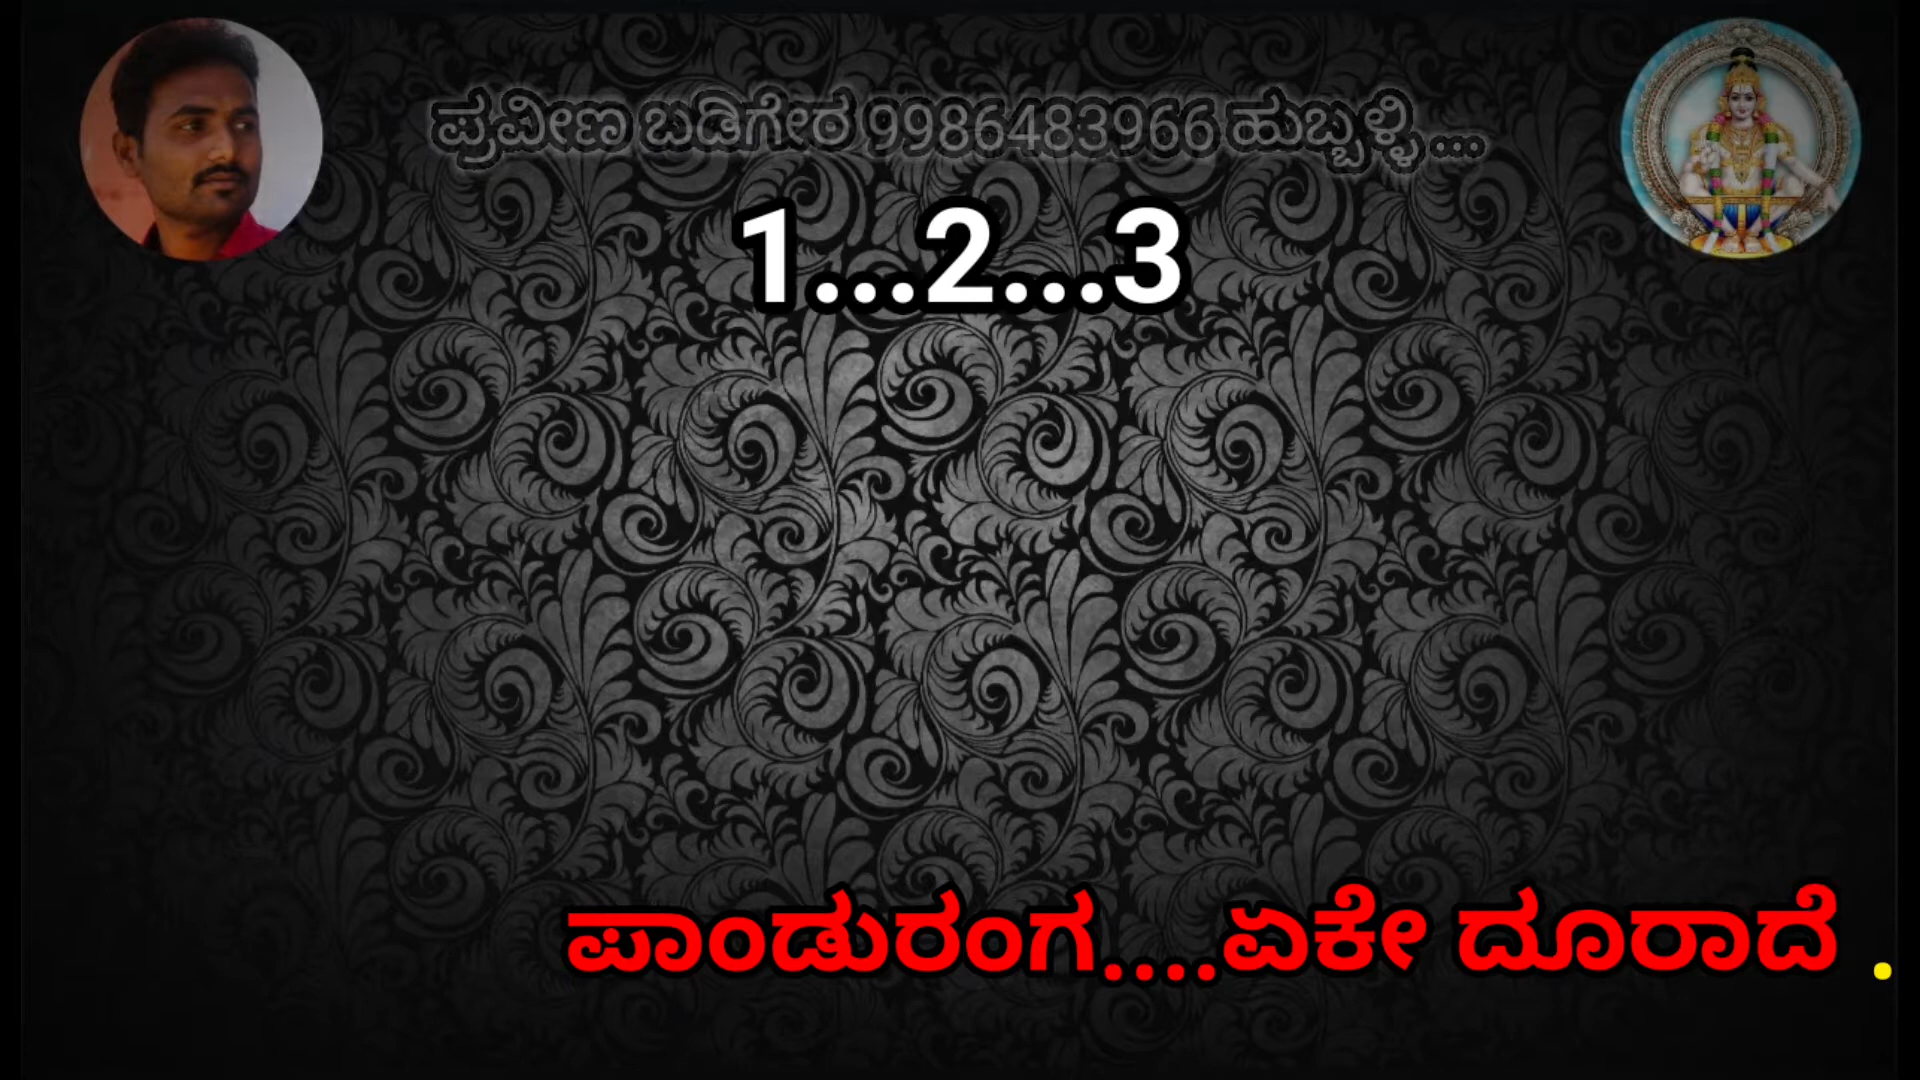 ಪ್ರವೀಣ ಬಡಿಗೇರ 9986483966 ಹುಬ್ಬಳ್ಳಿ...
1...2...3
ಪಾಂಡುರಂಗ....ಏಕೇ ದೂರಾದೆ .